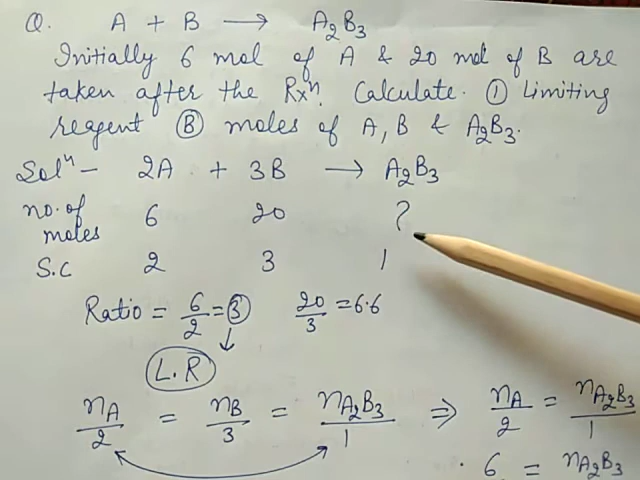 Q. A + B → A₂B₃
Initially 6 mol of A & 20 mol of B are
taken after the Rxⁿ. Calculate. ① Limiting
reagent Ⓑ moles of A, B & A₂B₃.
Solⁿ - 2A + 3B → A₂B₃
no. of moles 6 20 ?
S.C 2 3 1
Ratio = 6/2 = ③ 20/3 = 6.6
L.R
nA/2 = nB/3 = nA₂B₃/1 ⇒ nA/2 = nA₂B₃/1
6 = nA₂B₃